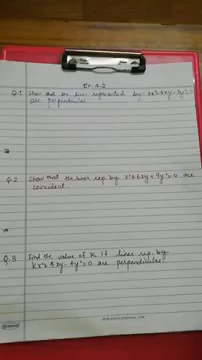 Ex. 4.2
Q.1 Show that the lines represented by 3x²-4xy-3y²=0
are perpendicular
Q.2 Show that the lines rep. by x²+6xy+9y²=0 are
coincident.
Q.3 Find the value of k if lines rep. by
kx²+4xy-4y²=0 are perpendicular.